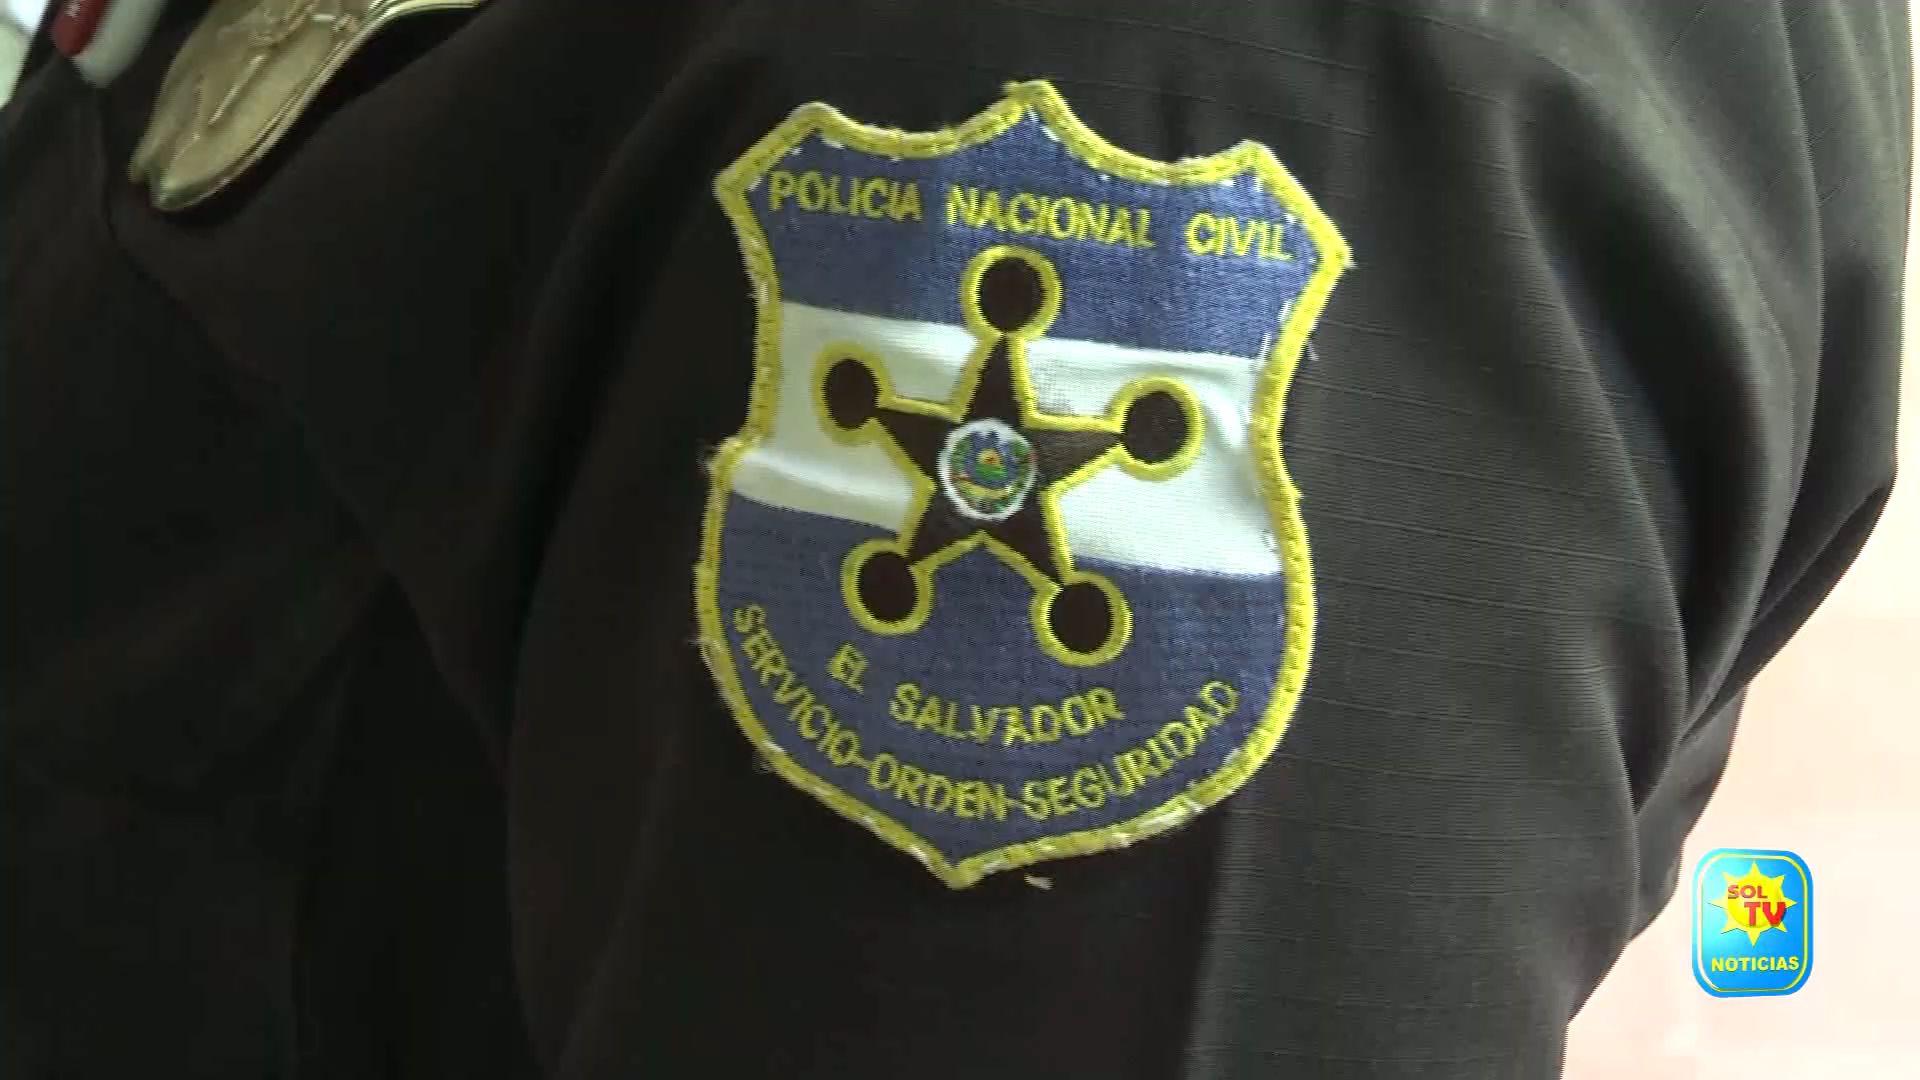 POLICIA NACIONAL CIVIL
EL SALVADOR
SERVICIO-ORDEN-SEGURIDAD
SOL
TV
NOTICIAS